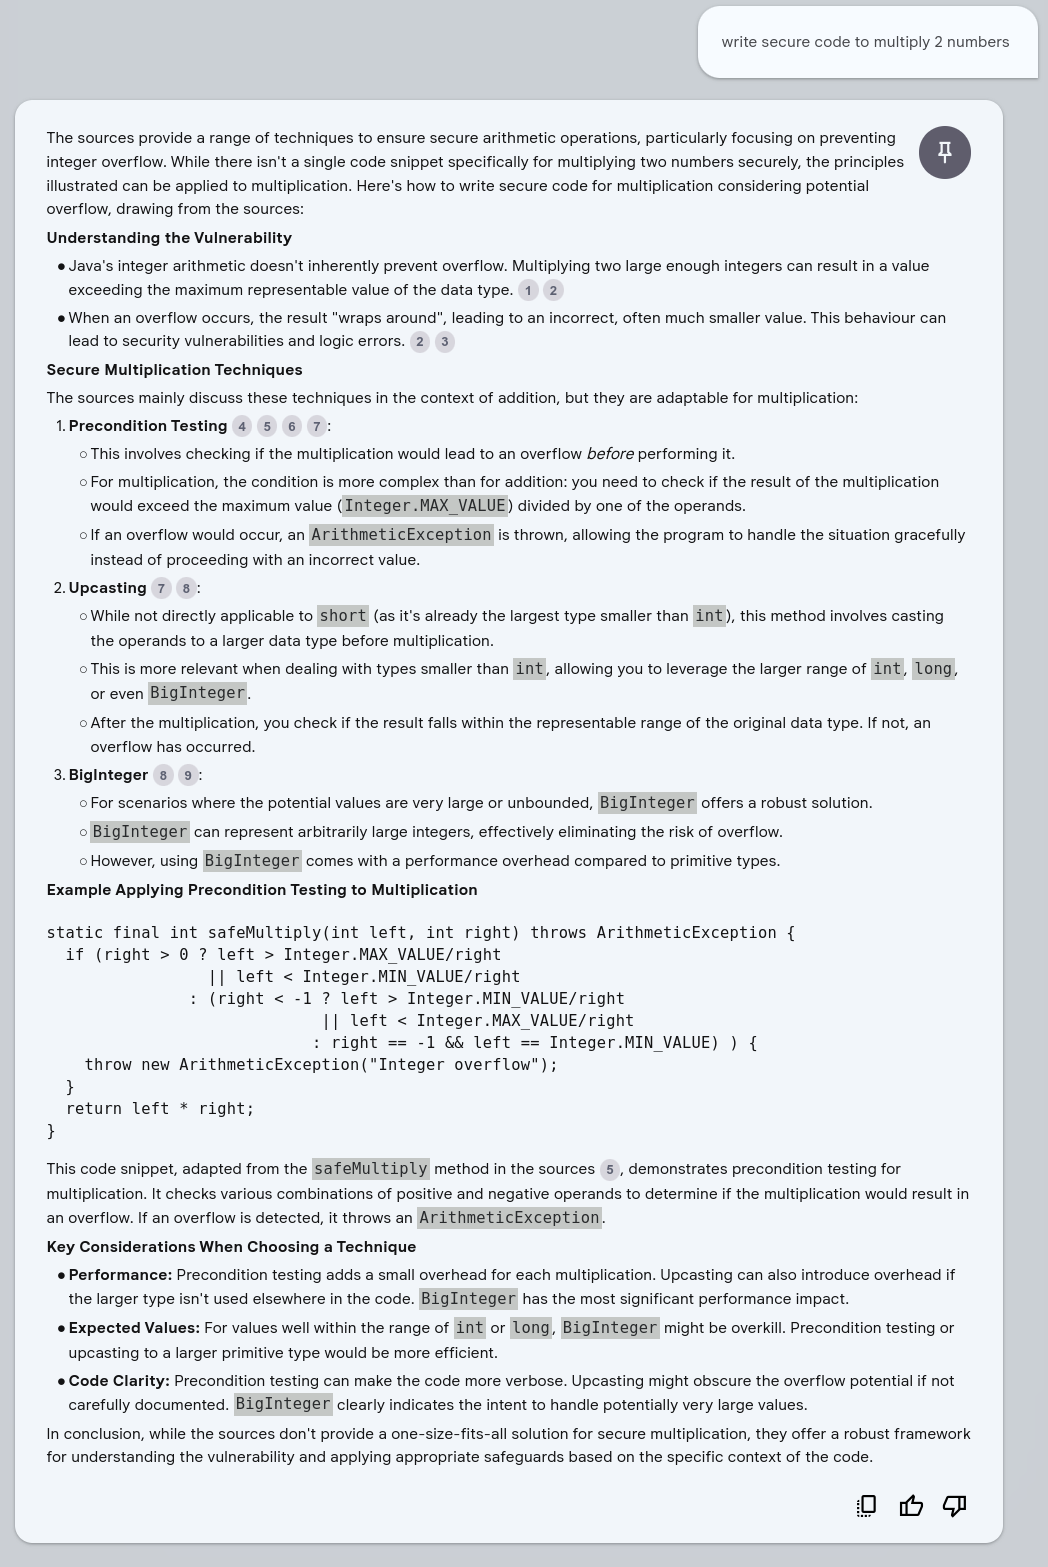 write secure code to multiply 2 numbers
The sources provide a range of techniques to ensure secure arithmetic operations, particularly focusing on preventing
integer overflow. While there isn't a single code snippet specifically for multiplying two numbers securely, the principles
illustrated can be applied to multiplication. Here's how to write secure code for multiplication considering potential
overflow, drawing from the sources:
Understanding the Vulnerability
● Java's integer arithmetic doesn't inherently prevent overflow. Multiplying two large enough integers can result in a value
exceeding the maximum representable value of the data type. 1 2
● When an overflow occurs, the result "wraps around", leading to an incorrect, often much smaller value. This behaviour can
lead to security vulnerabilities and logic errors. 2 3
Secure Multiplication Techniques
The sources mainly discuss these techniques in the context of addition, but they are adaptable for multiplication:
1. Precondition Testing 4 5 6 7:
○ This involves checking if the multiplication would lead to an overflow before performing it.
○ For multiplication, the condition is more complex than for addition: you need to check if the result of the multiplication
would exceed the maximum value (Integer.MAX_VALUE) divided by one of the operands.
○ If an overflow would occur, an ArithmeticException is thrown, allowing the program to handle the situation gracefully
instead of proceeding with an incorrect value.
2. Upcasting 7 8:
○ While not directly applicable to short (as it's already the largest type smaller than int), this method involves casting
the operands to a larger data type before multiplication.
○ This is more relevant when dealing with types smaller than int, allowing you to leverage the larger range of int, long,
or even BigInteger.
○ After the multiplication, you check if the result falls within the representable range of the original data type. If not, an
overflow has occurred.
3. BigInteger 8 9:
○ For scenarios where the potential values are very large or unbounded, BigInteger offers a robust solution.
○ BigInteger can represent arbitrarily large integers, effectively eliminating the risk of overflow.
○ However, using BigInteger comes with a performance overhead compared to primitive types.
Example Applying Precondition Testing to Multiplication
static final int safeMultiply(int left, int right) throws ArithmeticException {
  if (right > 0 ? left > Integer.MAX_VALUE/right
                 || left < Integer.MIN_VALUE/right
               : (right < -1 ? left > Integer.MIN_VALUE/right
                             || left < Integer.MAX_VALUE/right
                            : right == -1 && left == Integer.MIN_VALUE) ) {
    throw new ArithmeticException("Integer overflow");
  }
  return left * right;
}
This code snippet, adapted from the safeMultiply method in the sources 5, demonstrates precondition testing for
multiplication. It checks various combinations of positive and negative operands to determine if the multiplication would result in
an overflow. If an overflow is detected, it throws an ArithmeticException.
Key Considerations When Choosing a Technique
● Performance: Precondition testing adds a small overhead for each multiplication. Upcasting can also introduce overhead if
the larger type isn't used elsewhere in the code. BigInteger has the most significant performance impact.
● Expected Values: For values well within the range of int or long, BigInteger might be overkill. Precondition testing or
upcasting to a larger primitive type would be more efficient.
● Code Clarity: Precondition testing can make the code more verbose. Upcasting might obscure the overflow potential if not
carefully documented. BigInteger clearly indicates the intent to handle potentially very large values.
In conclusion, while the sources don't provide a one-size-fits-all solution for secure multiplication, they offer a robust framework
for understanding the vulnerability and applying appropriate safeguards based on the specific context of the code.